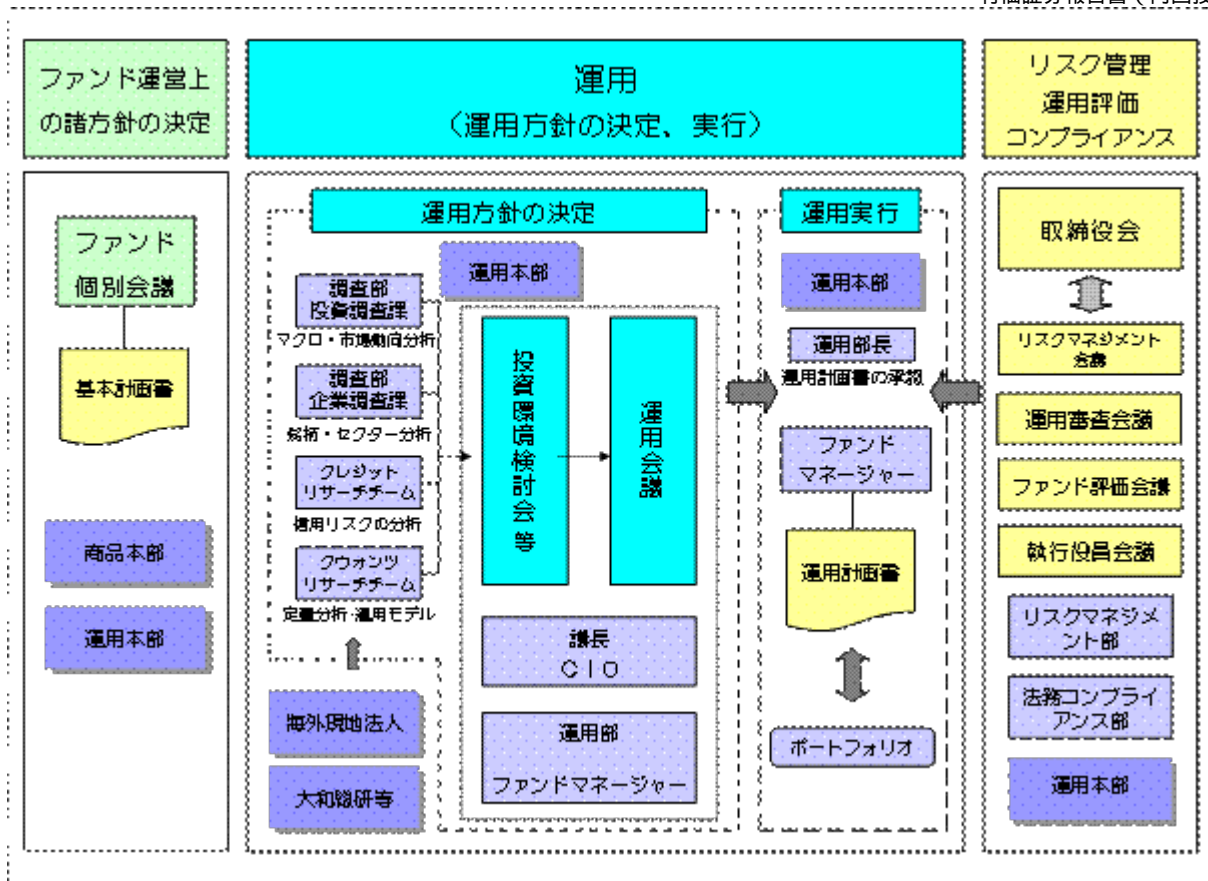 ファンド運営上
の諸方針の決定
運用
（運用方針の決定、実行）
リスク管理
運用評価
コンプライアンス
ファンド
個別会議
基本計画書
商品本部
運用本部
運用方針の決定
運用本部
調査部
投資調査課
マクロ・市場動向分析
調査部
企業調査課
銘柄・セクター分析
クレジット
リサーチチーム
信用リスクの分析
クウォンツ
リサーチチーム
定量分析・運用モデル
海外現地法人
大和総研等
投資環境検討会等
運用会議
議長
CIO
運用部
ファンドマネージャー
運用実行
運用本部
運用部長
運用計画書の承認
ファンド
マネージャー
運用計画書
ポートフォリオ
取締役会
リスクマネジメント
会議
運用審査会議
ファンド評価会議
執行役員会議
リスクマネジメ
ント部
法務コンプライ
アンス部
運用本部